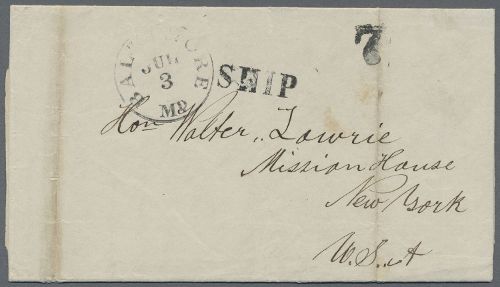 BALTIMORE
JUN
3
Md
SHIP
7
Hon Walter Lowrie
Mission House
New York
U.S.A